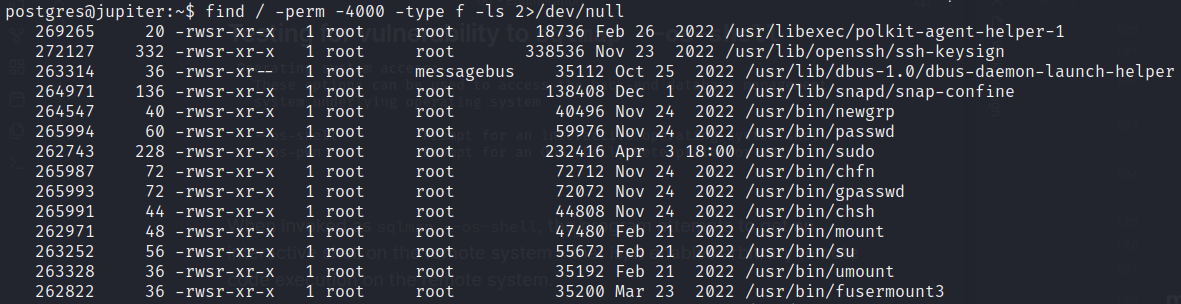 postgres@jupiter:~$ find / -perm -4000 -type f -ls 2>/dev/null
269265 20 -rwsr-xr-x 1 root root 18736 Feb 26 2022 /usr/libexec/polkit-agent-helper-1
272127 332 -rwsr-xr-x 1 root root 338536 Nov 23 2022 /usr/lib/openssh/ssh-keysign
263314 36 -rwsr-xr-- 1 root messagebus 35112 Oct 25 2022 /usr/lib/dbus-1.0/dbus-daemon-launch-helper
264971 136 -rwsr-xr-x 1 root root 138408 Dec 1 2022 /usr/lib/snapd/snap-confine
264547 40 -rwsr-xr-x 1 root root 40496 Nov 24 2022 /usr/bin/newgrp
265994 60 -rwsr-xr-x 1 root root 59976 Nov 24 2022 /usr/bin/passwd
262743 228 -rwsr-xr-x 1 root root 232416 Apr 3 18:00 /usr/bin/sudo
265987 72 -rwsr-xr-x 1 root root 72712 Nov 24 2022 /usr/bin/chfn
265993 72 -rwsr-xr-x 1 root root 72072 Nov 24 2022 /usr/bin/gpasswd
265991 44 -rwsr-xr-x 1 root root 44808 Nov 24 2022 /usr/bin/chsh
262971 48 -rwsr-xr-x 1 root root 47480 Feb 21 2022 /usr/bin/mount
263252 56 -rwsr-xr-x 1 root root 55672 Feb 21 2022 /usr/bin/su
263328 36 -rwsr-xr-x 1 root root 35192 Feb 21 2022 /usr/bin/umount
262822 36 -rwsr-xr-x 1 root root 35200 Mar 23 2022 /usr/bin/fusermount3